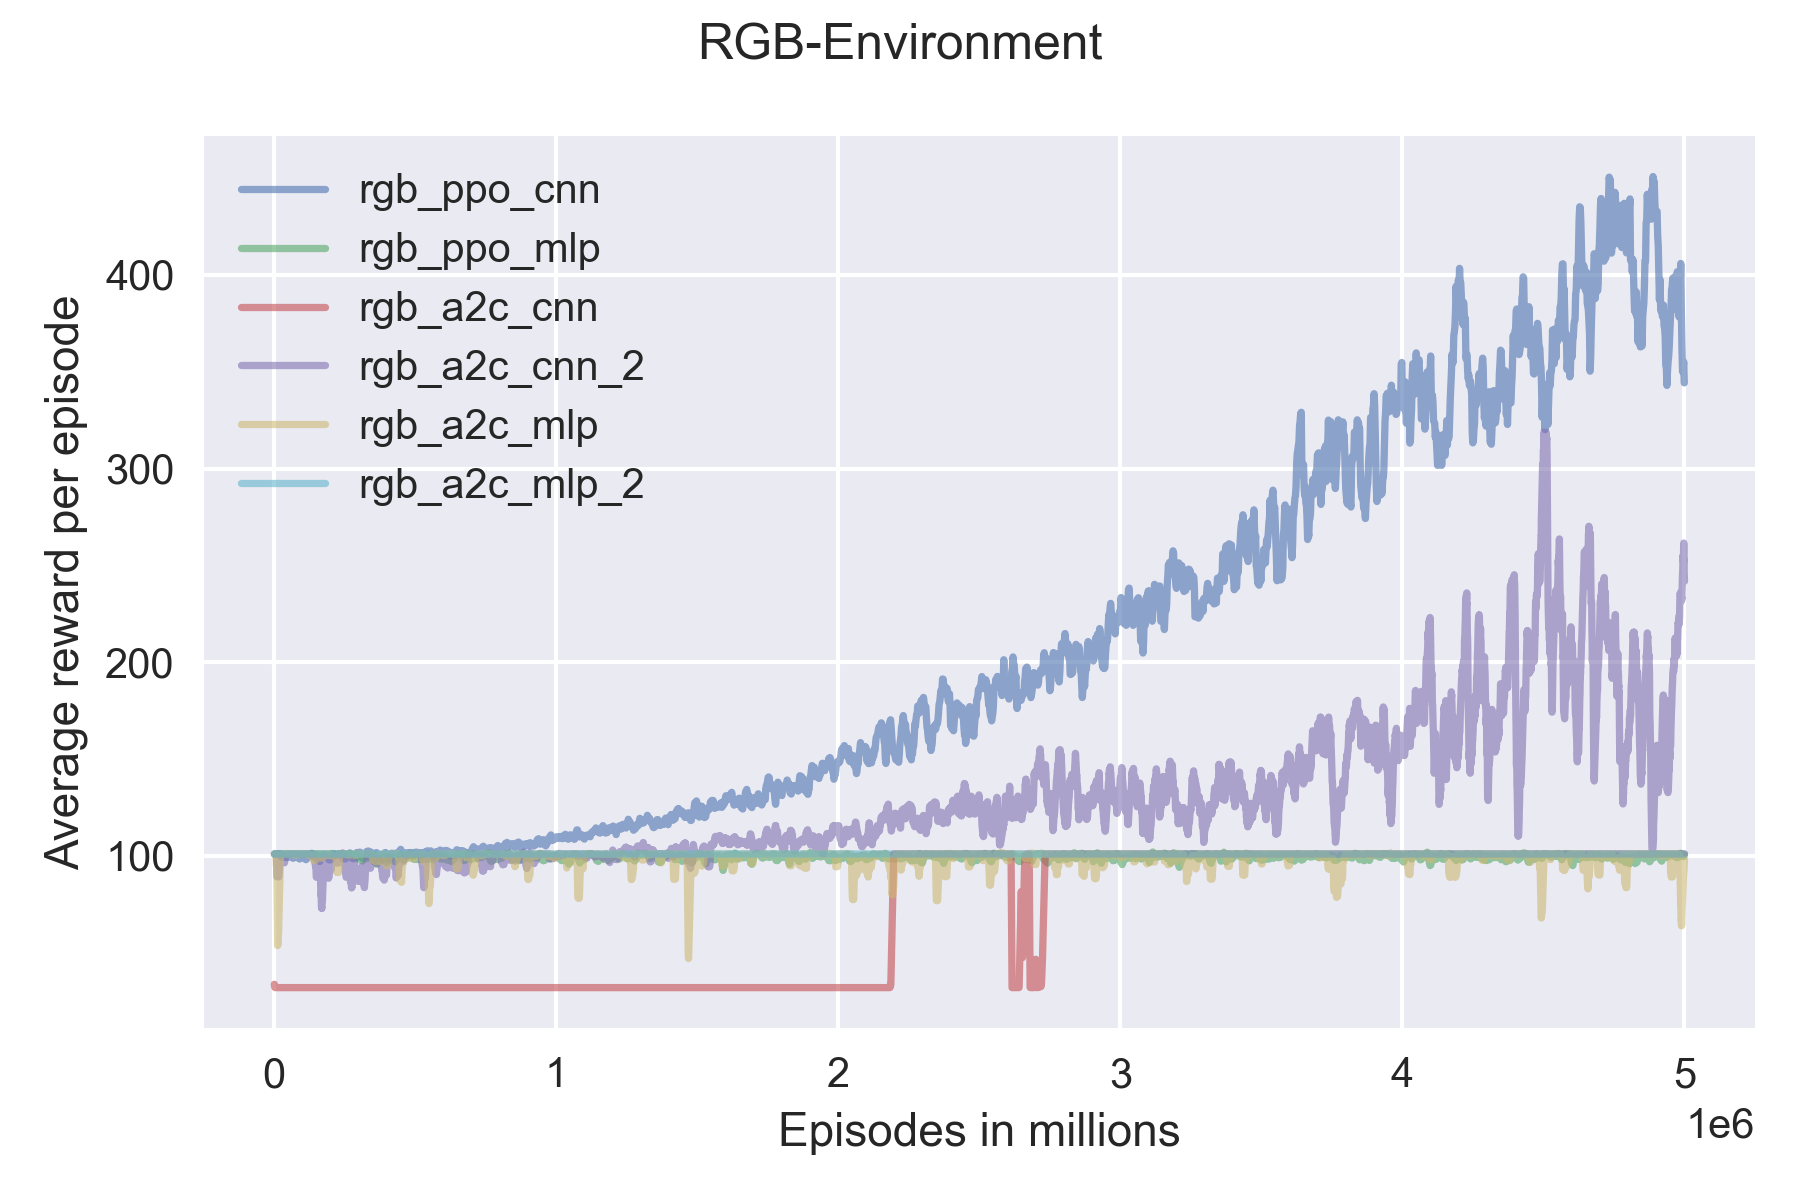 RGB-Environment
rgb_ppo_cnn
rgb_ppo_mlp
rgb_a2c_cnn
rgb_a2c_cnn_2
rgb_a2c_mlp
rgb_a2c_mlp_2
Average reward per episode
400
300
200
100
0 1 2 3 4 5
1e6
Episodes in millions